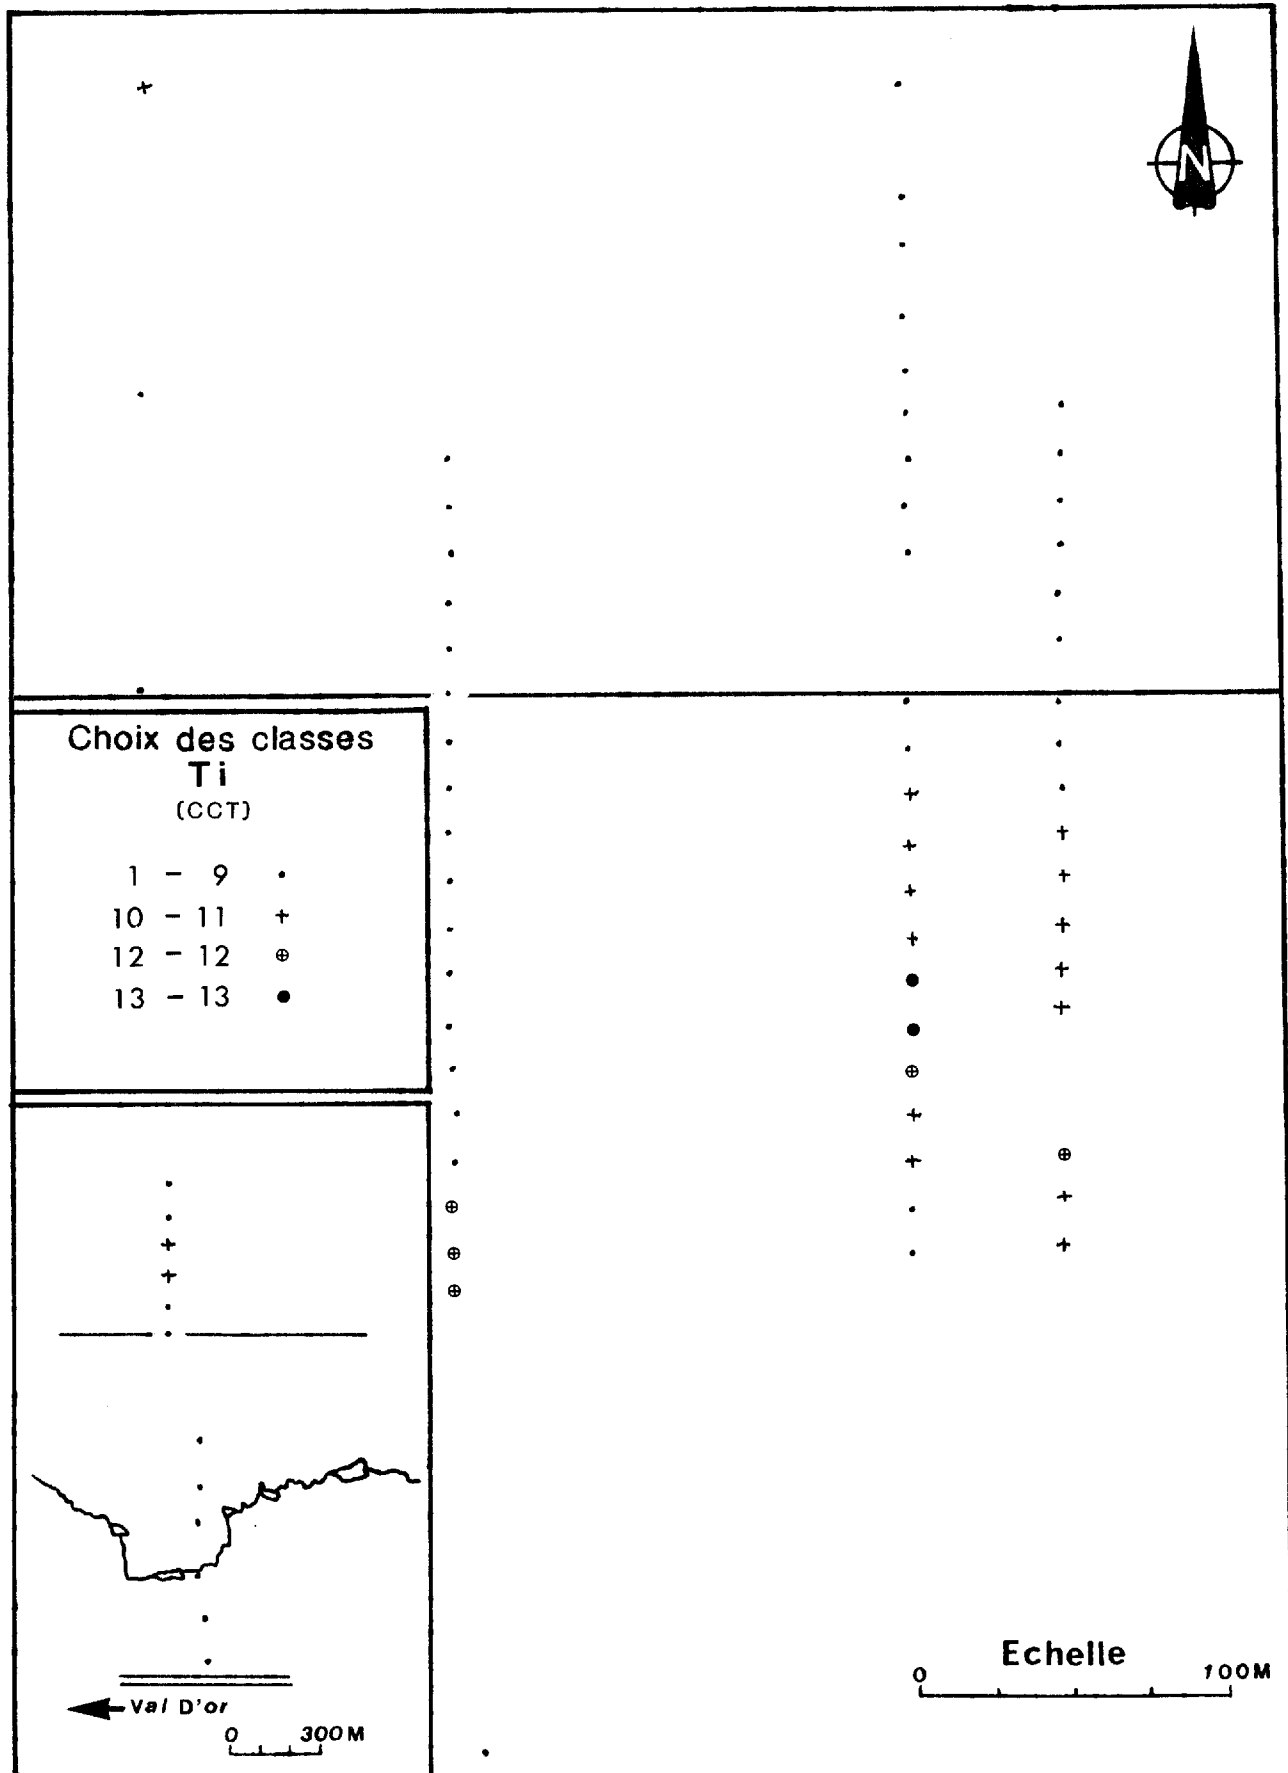 N
Choix des classes
Ti
(CCT)
1 - 9
10 - 11
12 - 12
13 - 13
Val D'or
0 300M
Echelle
0 100M